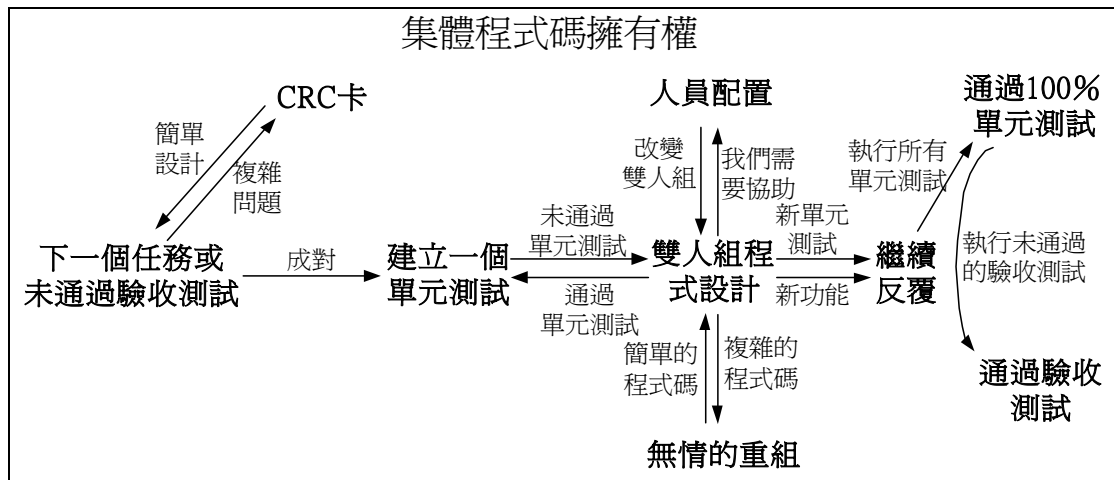 集體程式碼擁有權
CRC卡
簡單
設計
複雜
問題
下一個任務或
未通過驗收測試
成對
建立一個
單元測試
未通過
單元測試
通過
單元測試
人員配置
改變
雙人組
我們需
要協助
雙人組程
式設計
簡單的
程式碼
複雜的
程式碼
無情的重組
新單元
測試
新功能
繼續
反覆
執行所有
單元測試
通過100%
單元測試
執行未通過
的驗收測試
通過驗收
測試